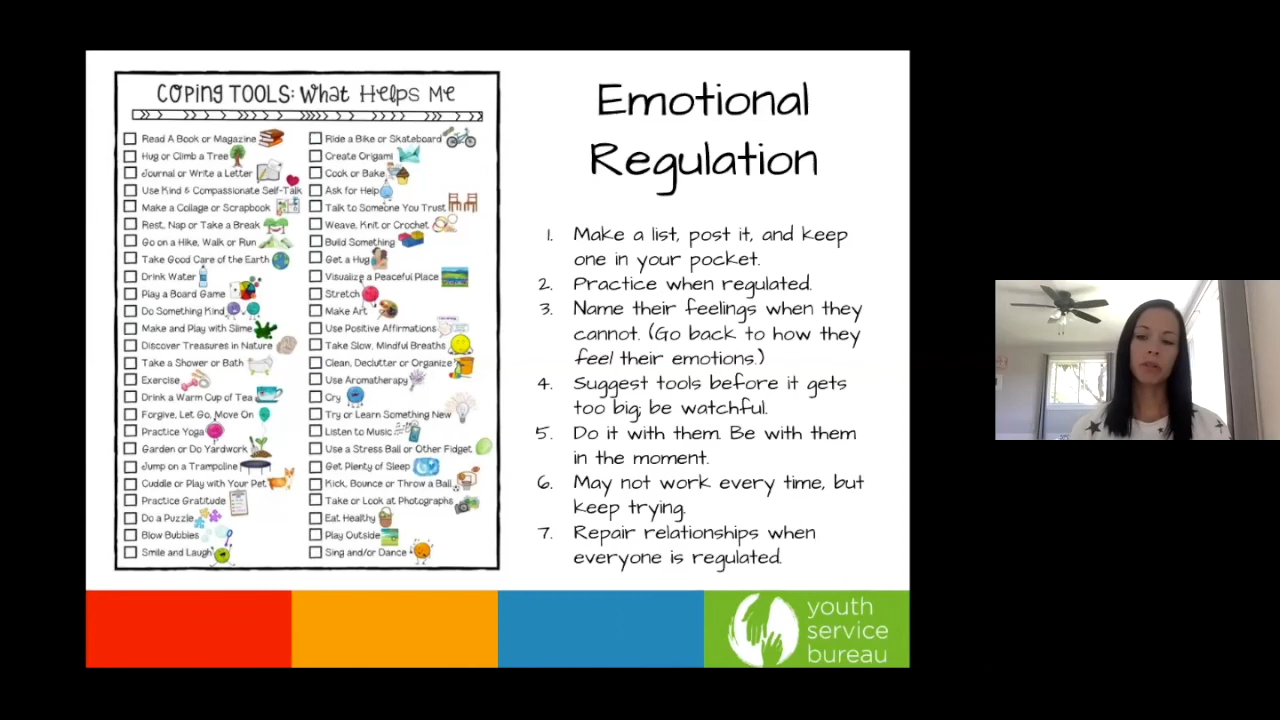 COPING TOOLS: What Helps Me
Read A Book or Magazine
Hug or Climb a Tree
Journal or Write a Letter
Use Kind & Compassionate Self-Talk
Make a Collage or Scrapbook
Rest, Nap or Take a Break
Go on a Hike, Walk or Run
Take Good Care of the Earth
Drink Water
Play a Board Game
Do Something Kind
Make and Play with Slime
Discover Treasures in Nature
Take a Shower or Bath
Exercise
Drink a Warm Cup of Tea
Forgive, Let Go, Move On
Practice Yoga
Garden or Do Yardwork
Jump on a Trampoline
Cuddle or Play with Your Pet
Practice Gratitude
Do a Puzzle
Blow Bubbles
Smile and Laugh
Ride a Bike or Skateboard
Create Origami
Cook or Bake
Ask for Help
Talk to Someone You Trust
Weave, Knit or Crochet
Build Something
Get a Hug
Visualize a Peaceful Place
Stretch
Make Art
Use Positive Affirmations
Take Slow, Mindful Breaths
Clean, Declutter or Organize
Use Aromatherapy
Cry
Try or Learn Something New
Listen to Music
Use a Stress Ball or Other Fidget
Get Plenty of Sleep
Kick, Bounce or Throw a Ball
Take or Look at Photographs
Eat Healthy
Play Outside
Sing and/or Dance
Emotional
Regulation
1. Make a list, post it, and keep
one in your pocket.
2. Practice when regulated.
3. Name their feelings when they
cannot. (Go back to how they
feel their emotions.)
4. Suggest tools before it gets
too big; be watchful.
5. Do it with them. Be with them
in the moment.
6. May not work every time, but
keep trying.
7. Repair relationships when
everyone is regulated.
youth
service
bureau